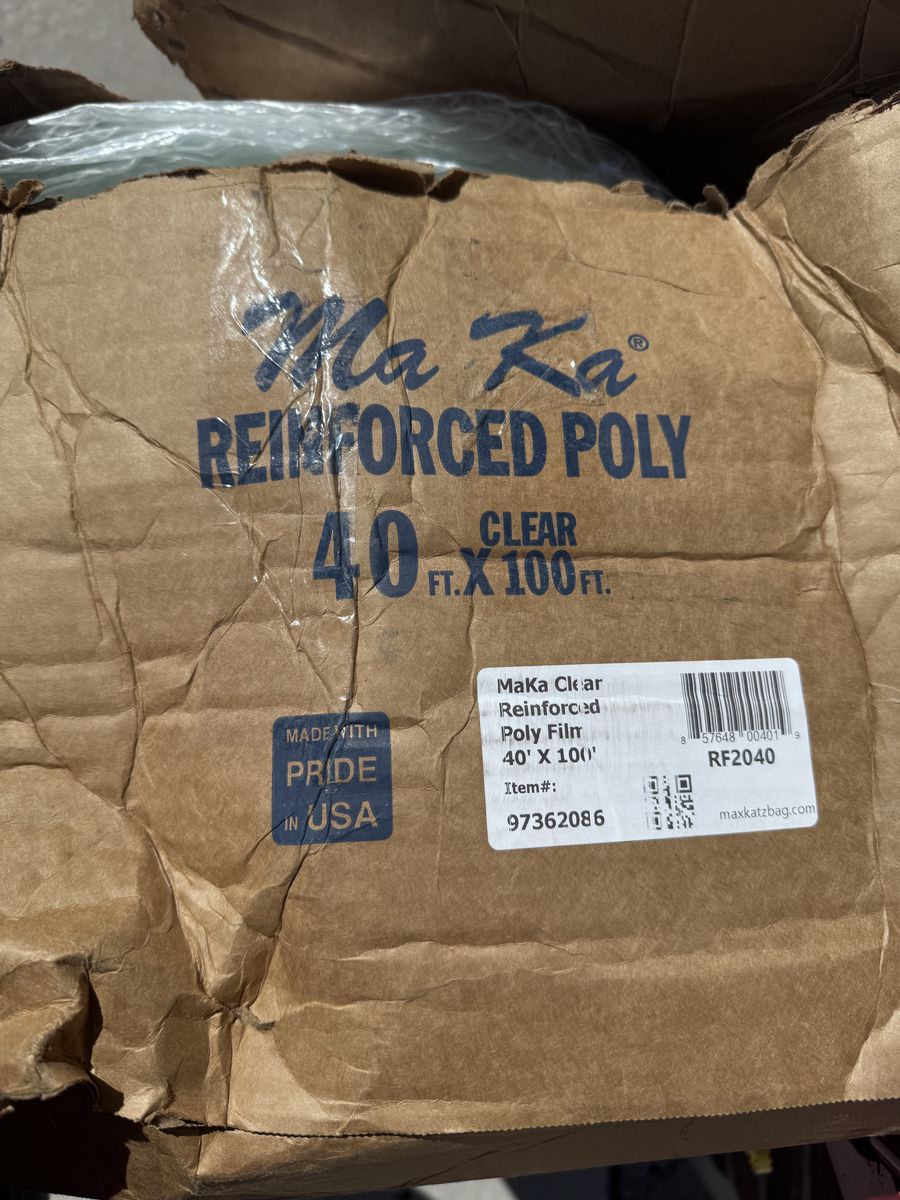 Ma Ka®
REINFORCED POLY
CLEAR
40 FT. X 100 FT.
MADE WITH
PRIDE
IN USA
MaKa Clear
Reinforced
Poly Film
40' X 100'
Item#:
97362086
8 57648 00401 9
RF2040
maxkatzbag.com